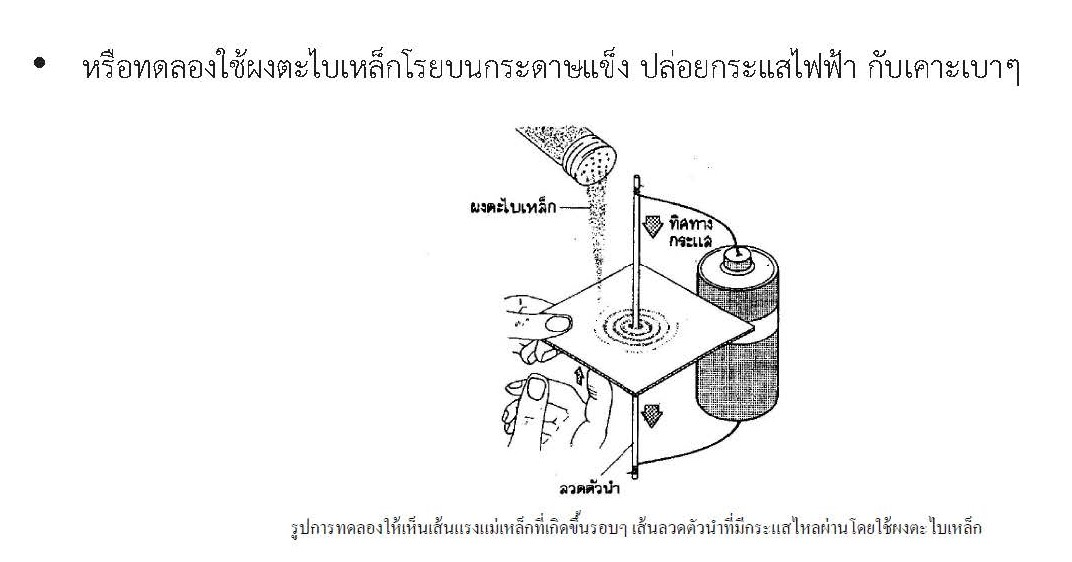 • หรือทดลองใช้ผงตะไบเหล็กโรยบนกระดาษแข็ง ปล่อยกระแสไฟฟ้า กับเคาะเบาๆ
ผงตะไบเหล็ก
ทิศทาง
กระแส
ลวดตัวนำ
รูปการทดลองให้เห็นเส้นแรงแม่เหล็กที่เกิดขึ้นรอบๆ เส้นลวดตัวนำที่มีกระแสไหลผ่าน โดยใช้ผงตะไบเหล็ก